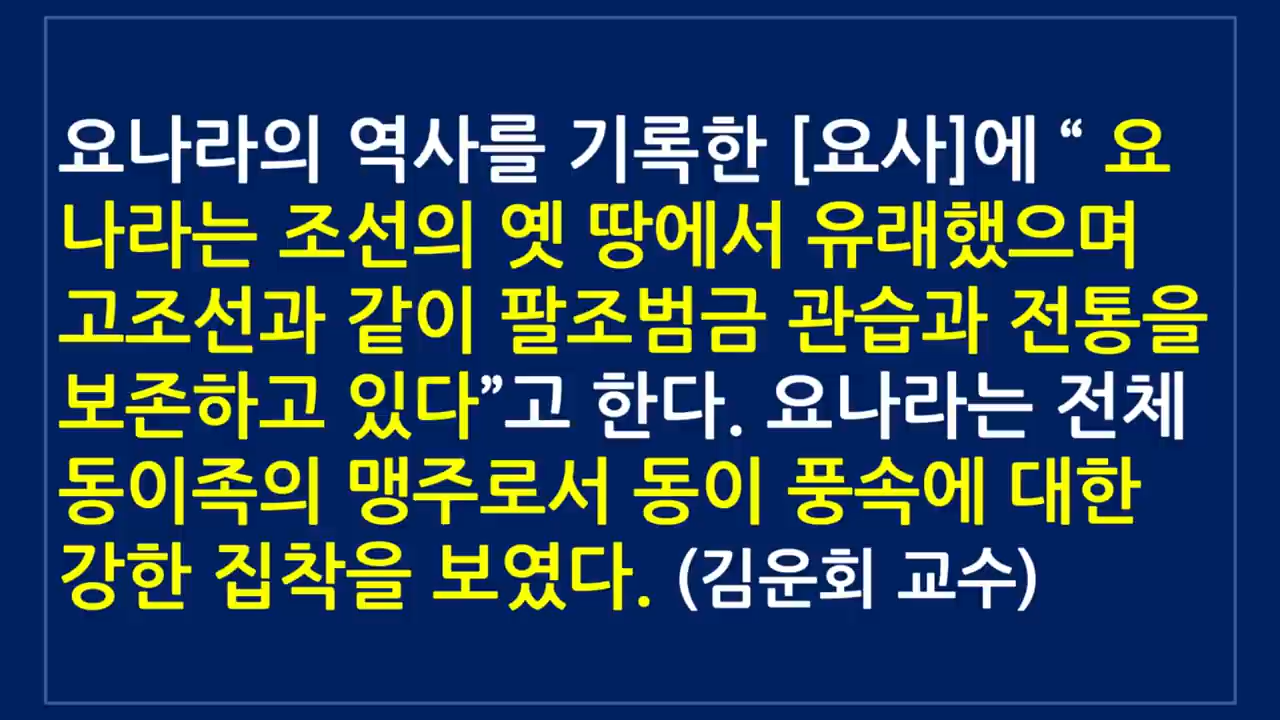 요나라의 역사를 기록한 [요사]에 “ 요
나라는 조선의 옛 땅에서 유래했으며
고조선과 같이 팔조범금 관습과 전통을
보존하고 있다”고 한다. 요나라는 전체
동이족의 맹주로서 동이 풍속에 대한
강한 집착을 보였다. (김운회 교수)